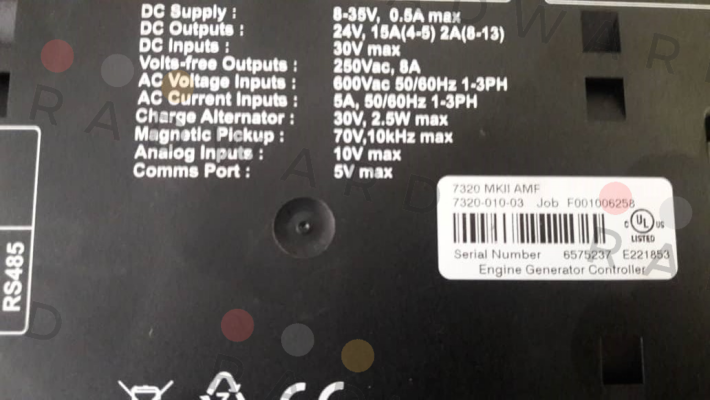 DC Supply : 8-35V, 0.5A max
DC Outputs : 24V, 15A(4-5) 2A(8-13)
DC Inputs : 30V max
Volts-free Outputs : 250Vac, 8A
AC Voltage Inputs : 600Vac 50/60Hz 1-3PH
AC Current Inputs : 5A, 50/60Hz 1-3PH
Charge Alternator : 30V, 2.5W max
Magnetic Pickup : 70V,10kHz max
Analog Inputs : 10V max
Comms Port : 5V max
RS485
7320 MKII AMF
7320-010-03 Job F001006258
C UL US
LISTED
Serial Number 6575237 E221853
Engine Generator Controller
CE